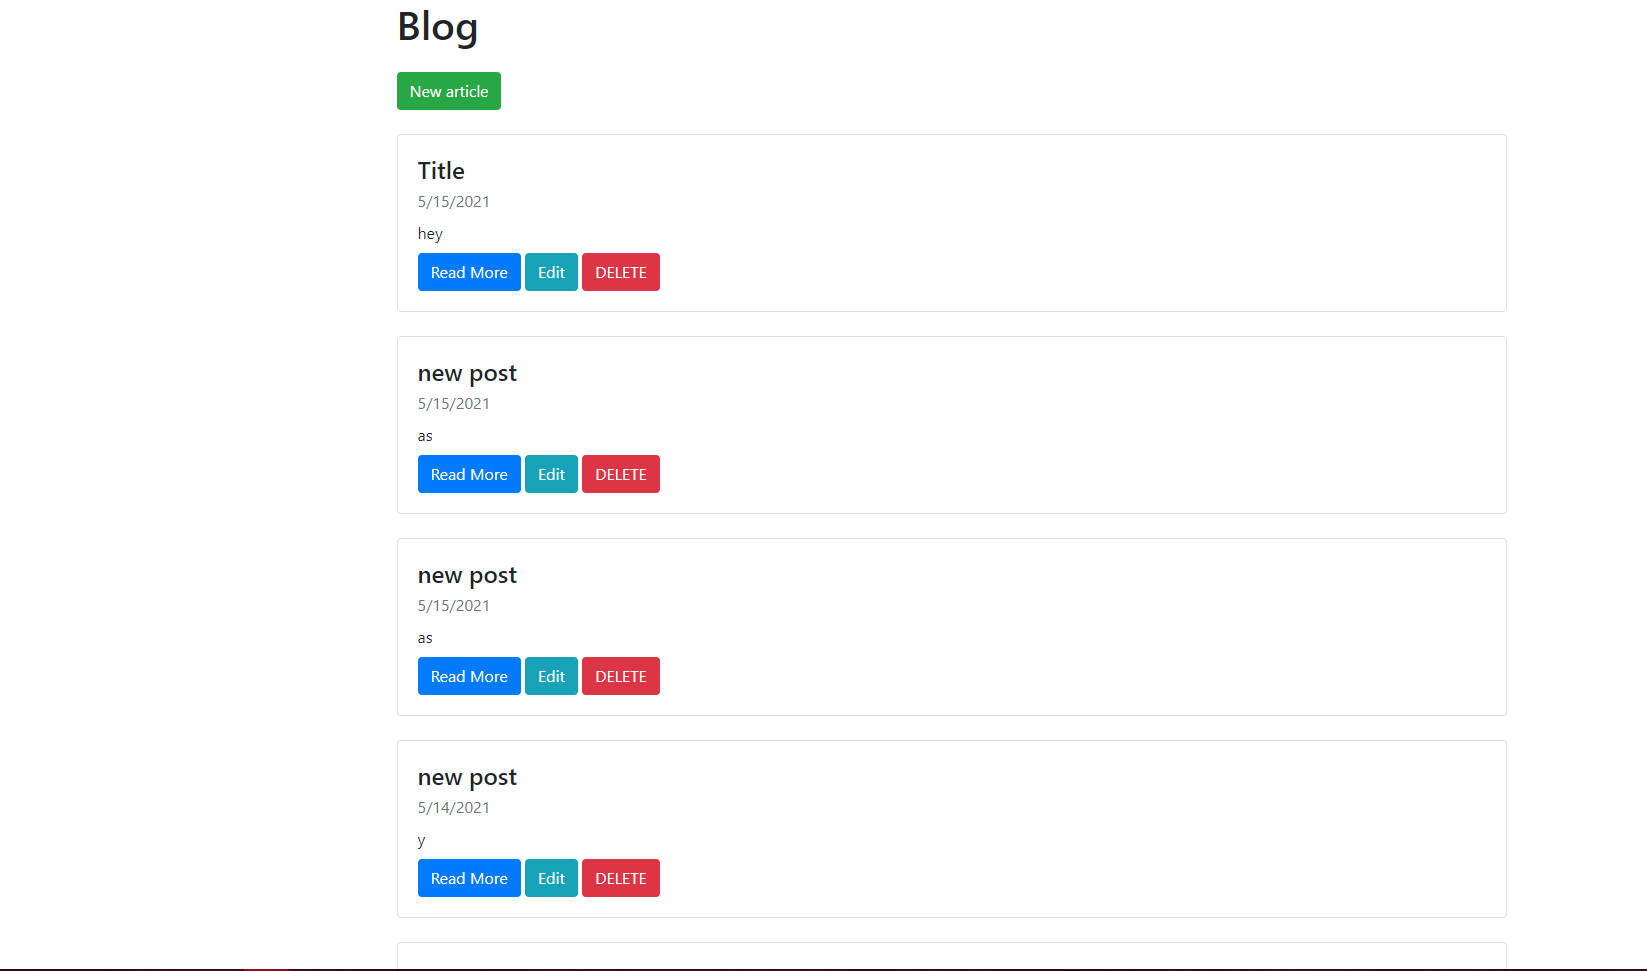 Blog
New article
Title
5/15/2021
hey
Read More Edit DELETE
new post
5/15/2021
as
Read More Edit DELETE
new post
5/15/2021
as
Read More Edit DELETE
new post
5/14/2021
y
Read More Edit DELETE